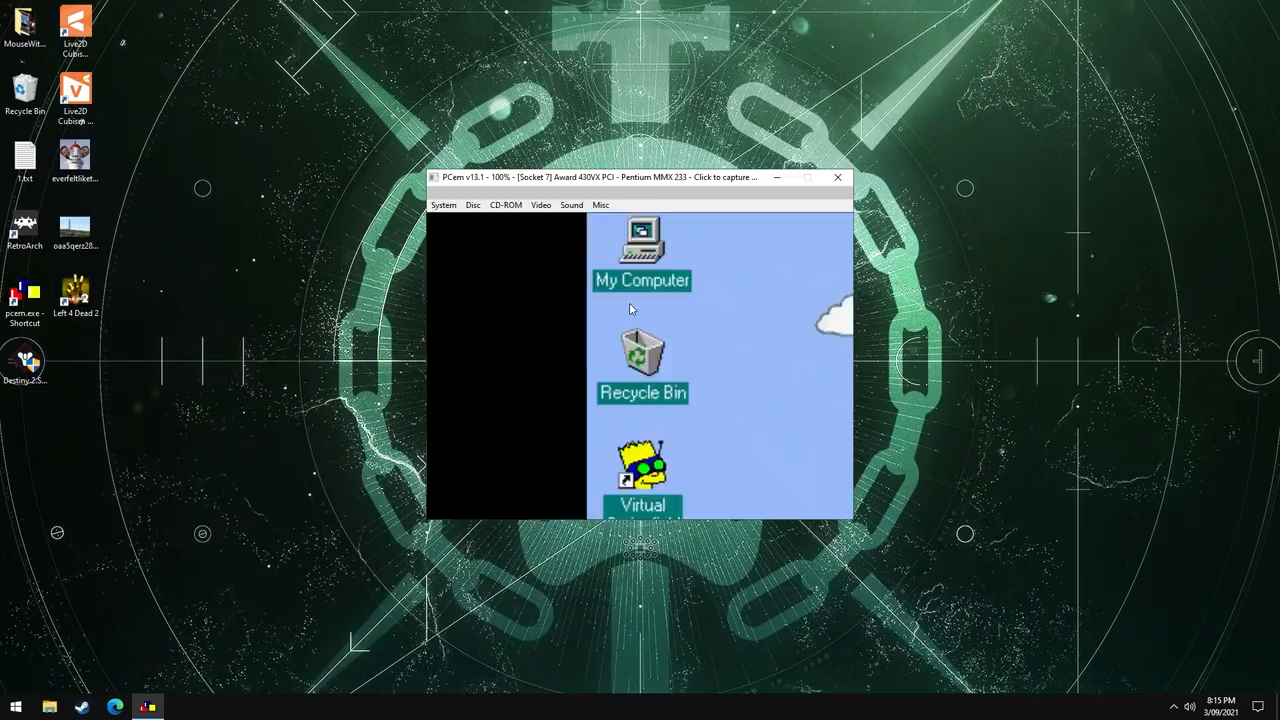 MouseWit...
Live2D
Cubis...
Recycle Bin
Live2D
Cubism ...
1.txt
everfeltliket...
RetroArch
oaa5qerz28...
pcem.exe -
Shortcut
Left 4 Dead 2
Destiny.2.S...
PCem v13.1 - 100% - [Socket 7] Award 430VX PCI - Pentium MMX 233 - Click to capture ...
System Disc CD-ROM Video Sound Misc
My Computer
Recycle Bin
Virtual
8:15 PM
3/09/2021